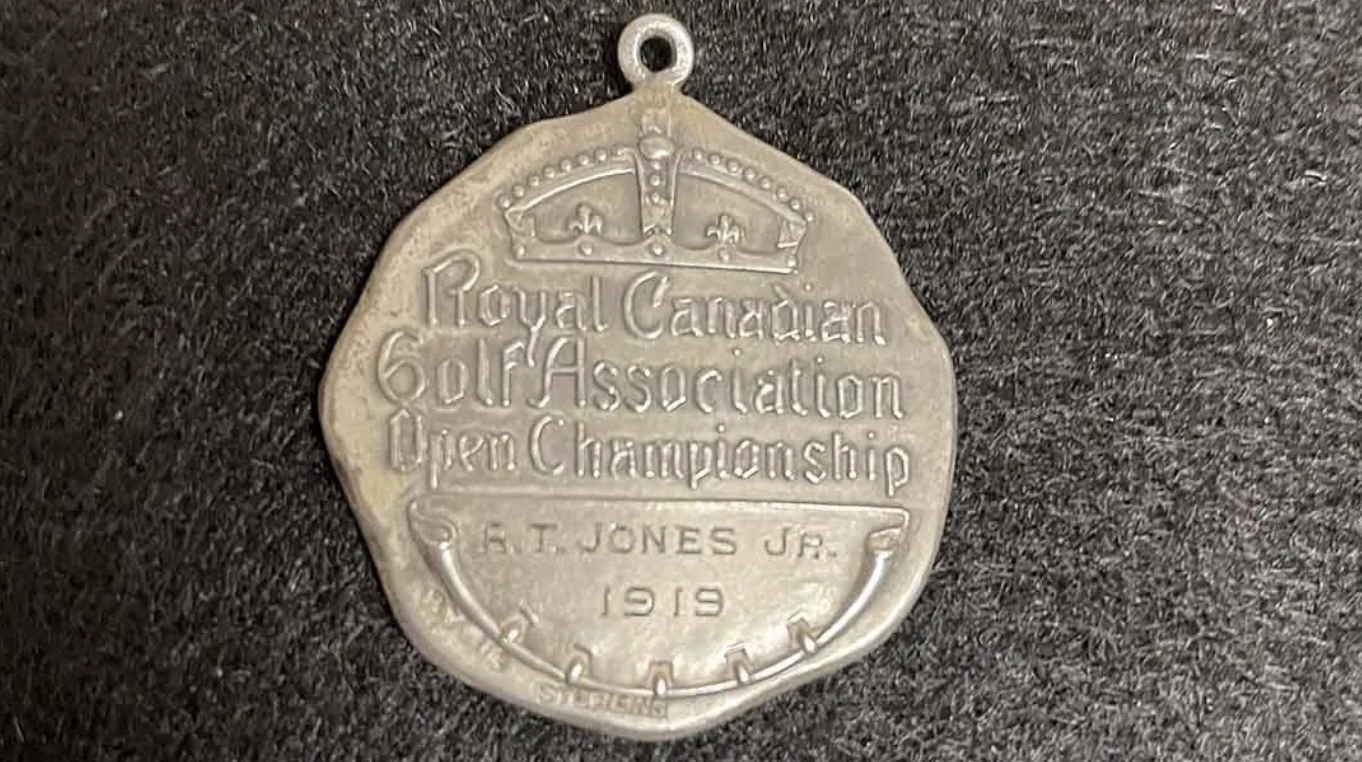 Royal Canadian
Golf Association
Open Championship
R.T. JONES JR.
1919
STERLING